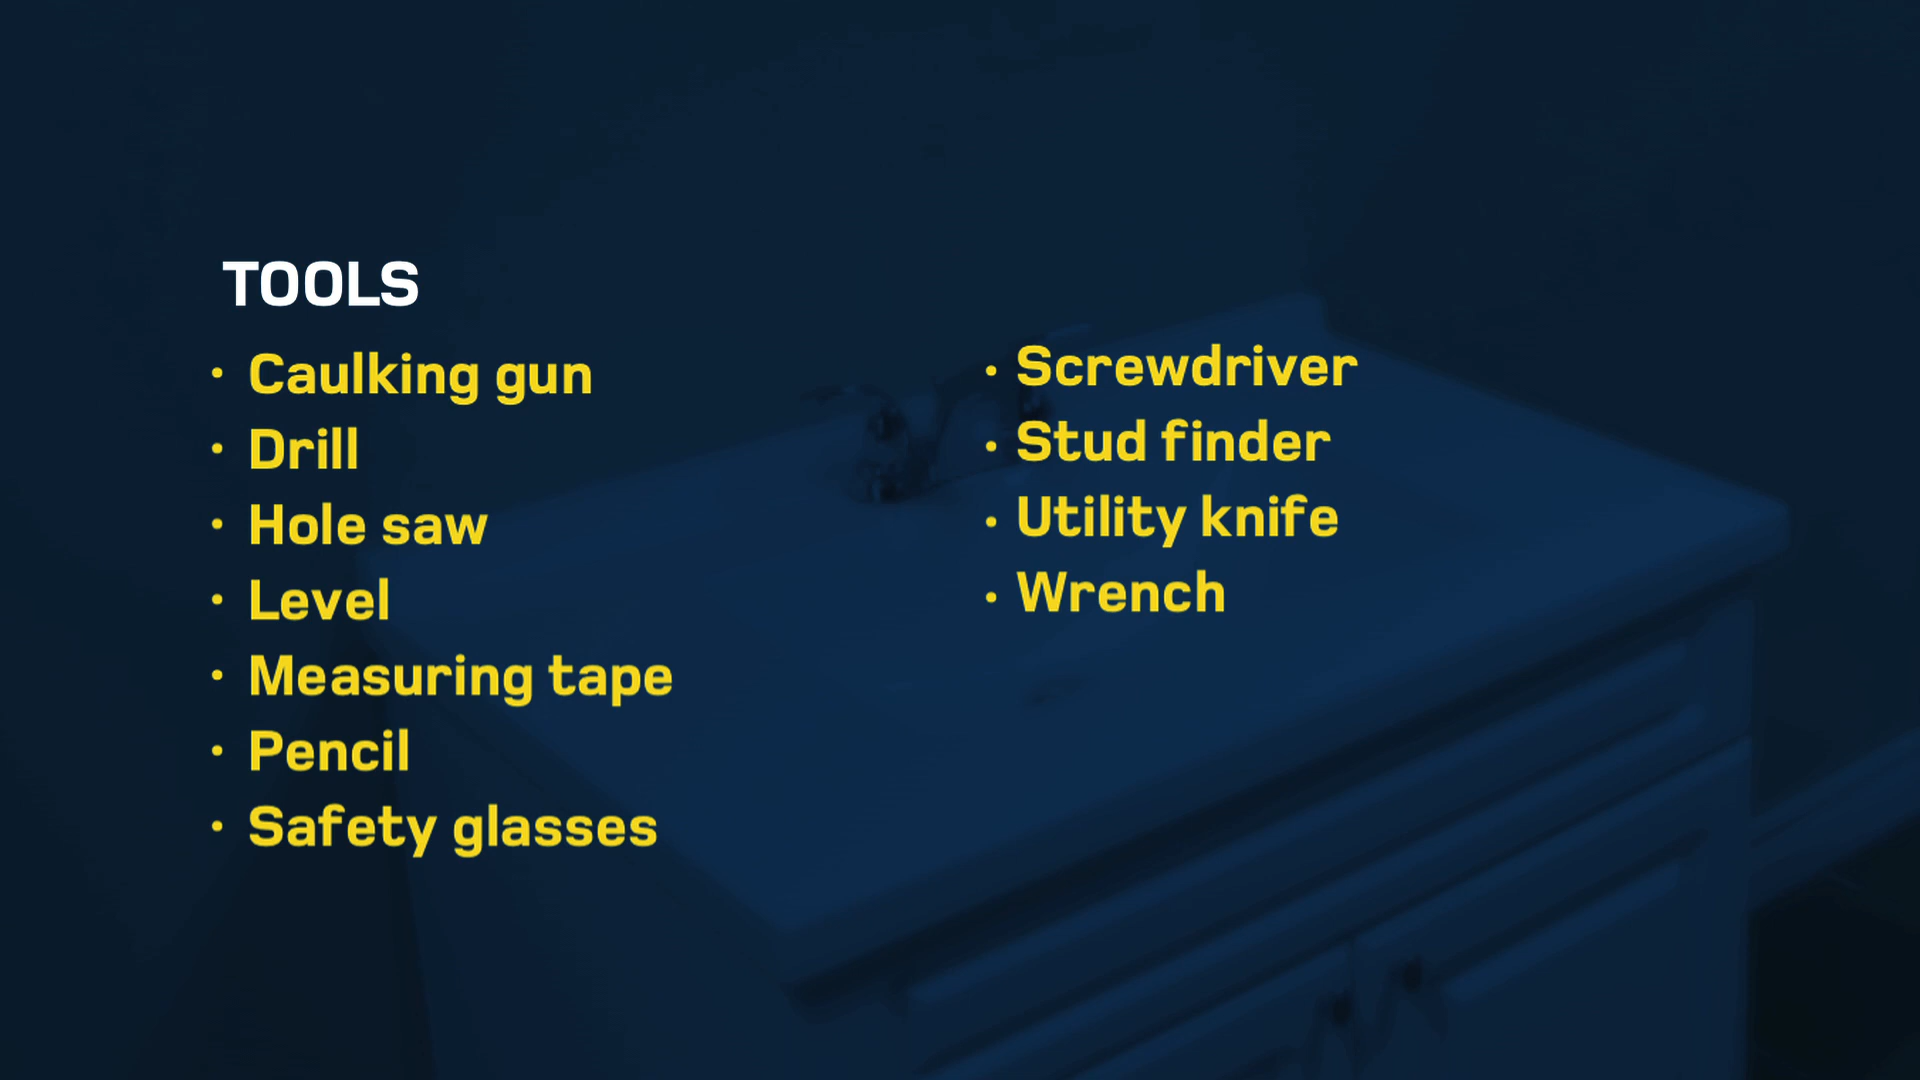 TOOLS
· Caulking gun
· Drill
· Hole saw
· Level
· Measuring tape
· Pencil
· Safety glasses
· Screwdriver
· Stud finder
· Utility knife
· Wrench